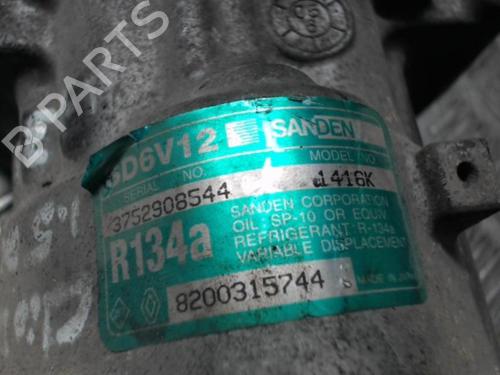 B-PARTS
SD6V12 SANDEN
SERIAL NO. MODEL NO.
3752908544 1416K
R134a
SANDEN CORPORATION
OIL: SP-10 OR EQUIV
REFRIGERANT: R-134a
VARIABLE DISPLACEMENT
8200315744
MADE IN JAPAN